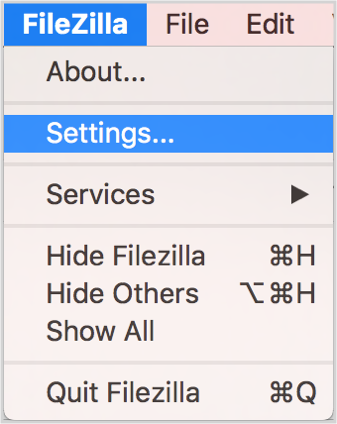 FileZilla File Edit
About...
Settings...
Services ▶
Hide Filezilla ⌘H
Hide Others ⌥⌘H
Show All
Quit Filezilla ⌘Q